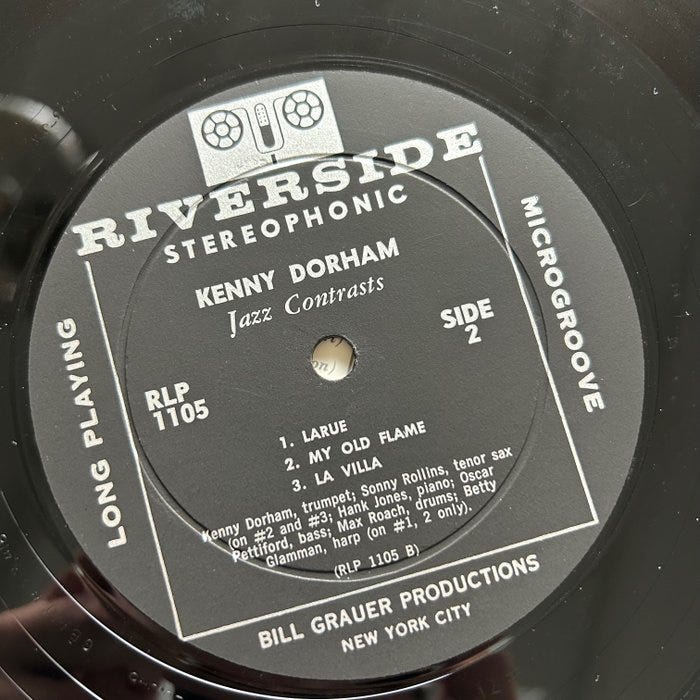 RIVERSIDE
STEREOPHONIC
KENNY DORHAM
Jazz Contrasts
SIDE
2
RLP
1105
LONG PLAYING
MICROGROOVE
1. LARUE
2. MY OLD FLAME
3. LA VILLA
Kenny Dorham, trumpet; Sonny Rollins, tenor sax
(on #2 and #3; Hank Jones, piano; Oscar
Pettiford, bass; Max Roach, drums; Betty
Glamman, harp (on #1, 2 only).
(RLP 1105 B)
BILL GRAUER PRODUCTIONS
NEW YORK CITY